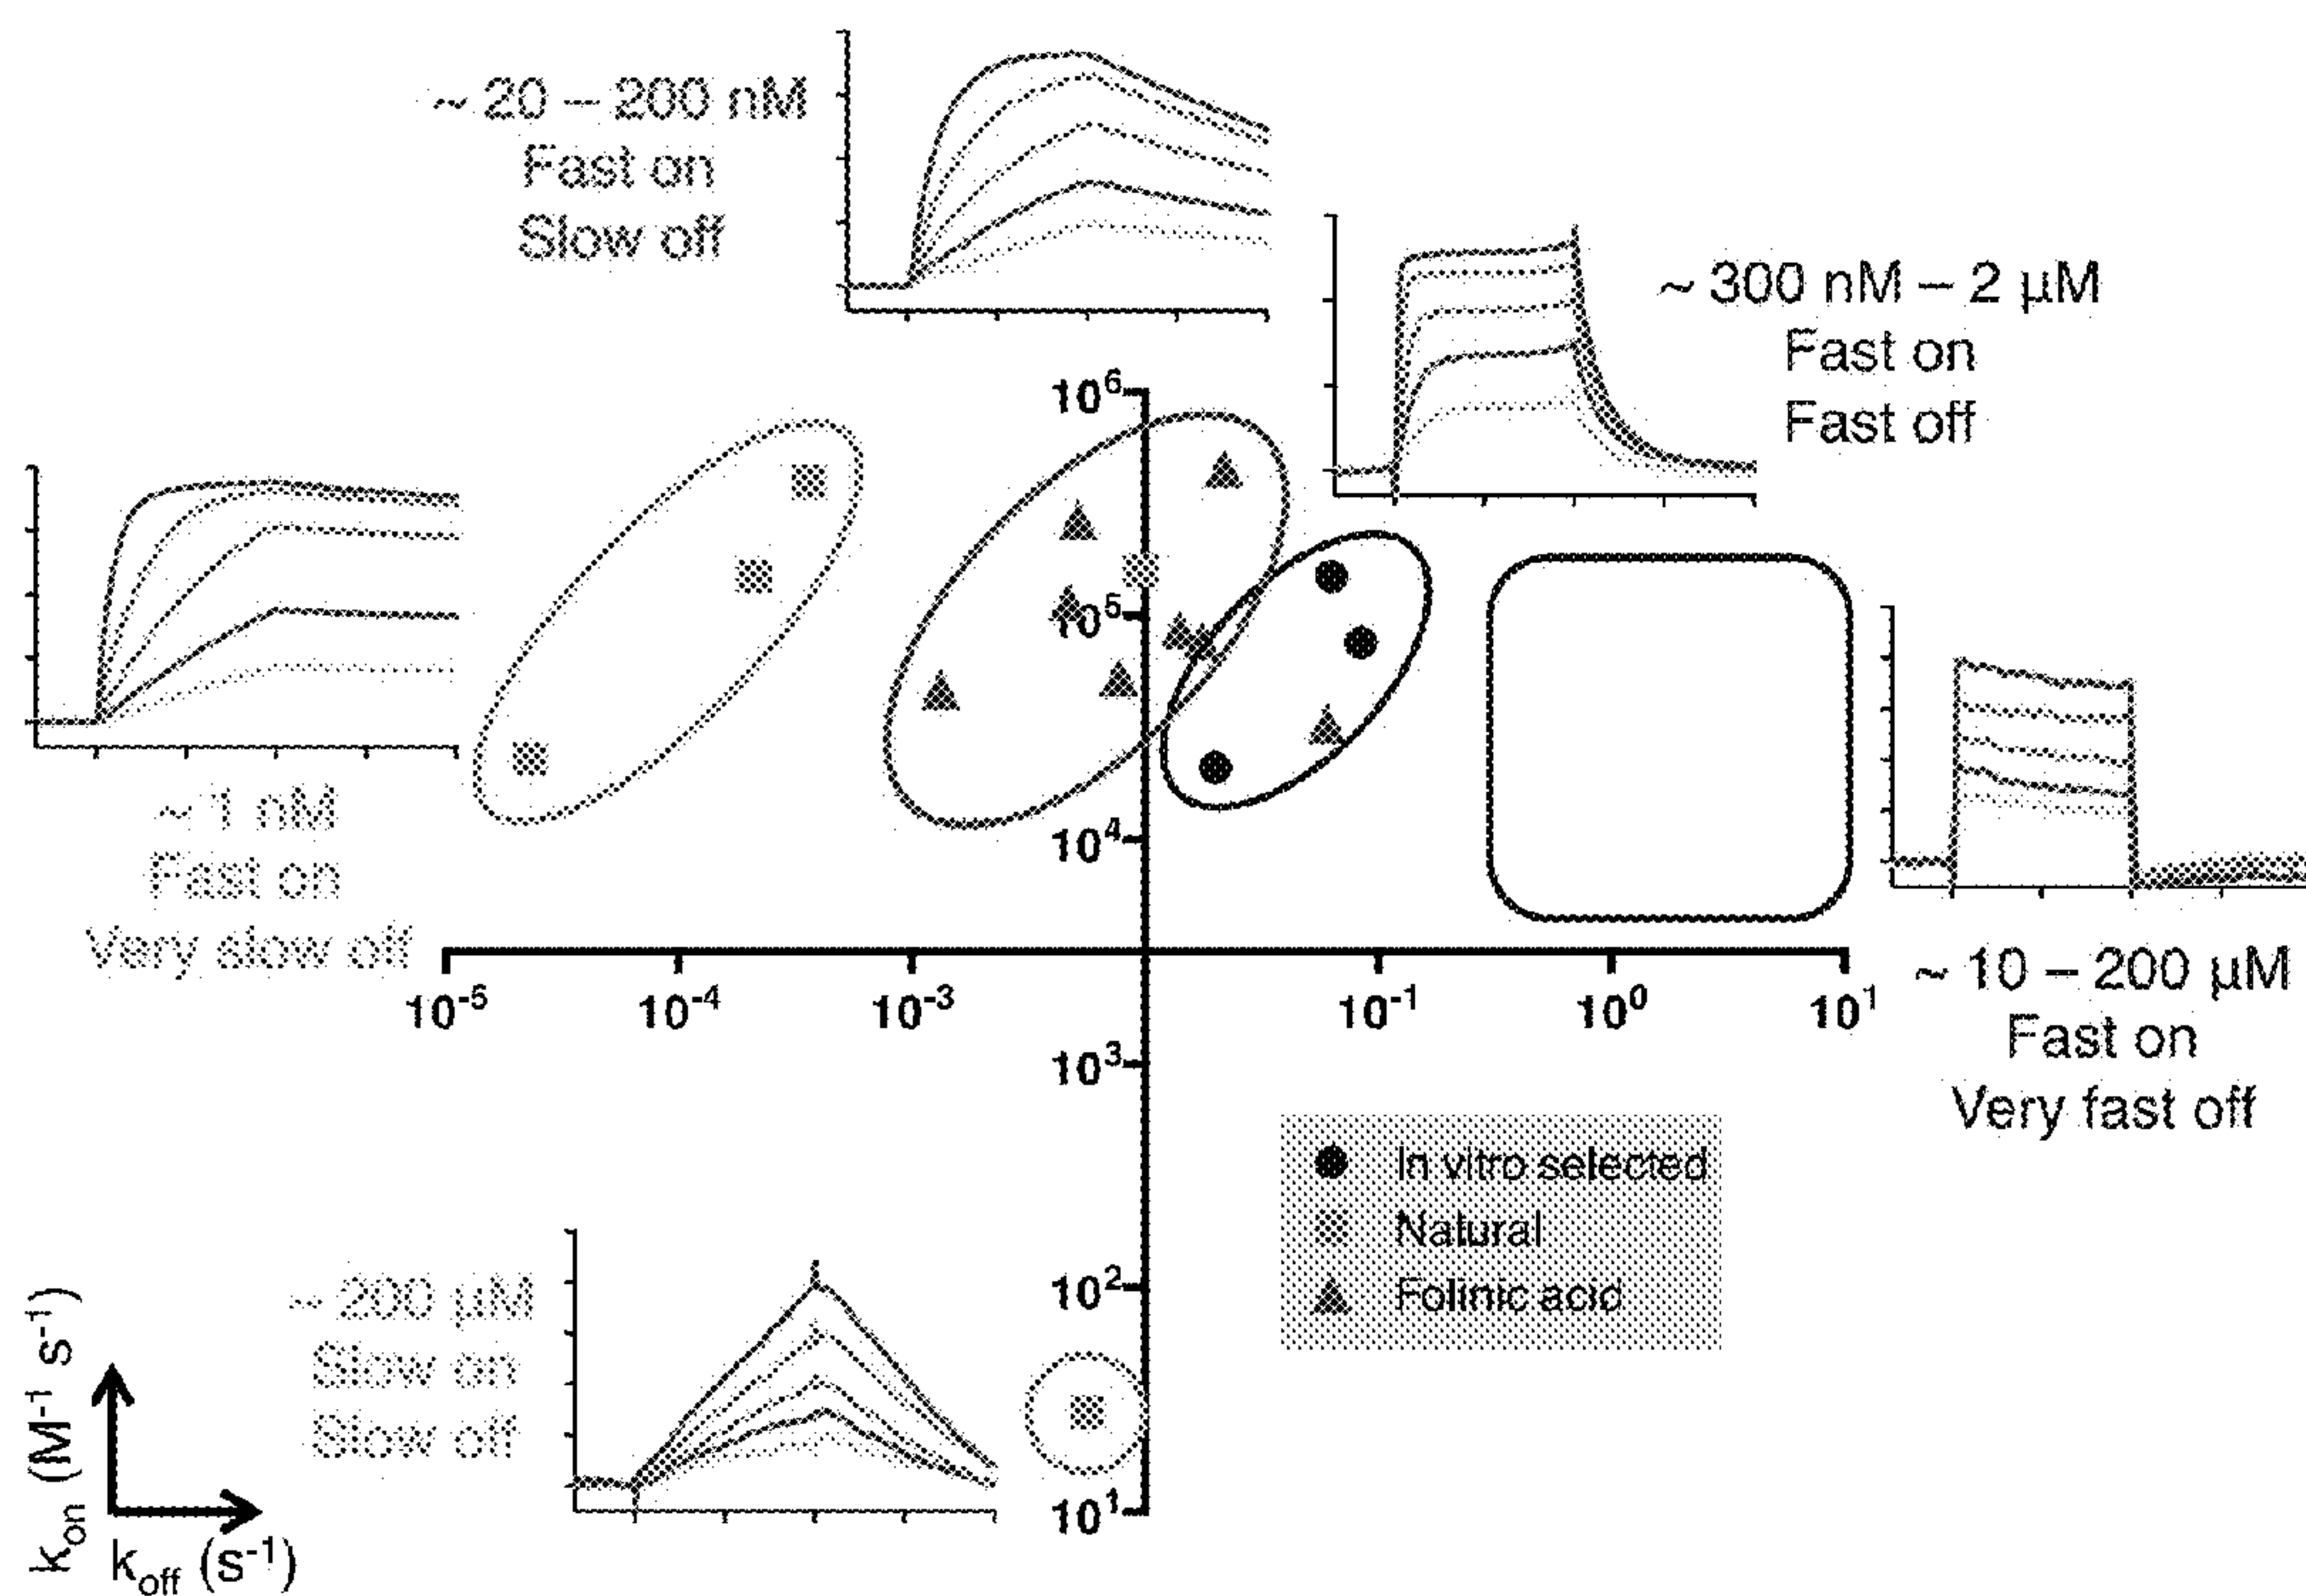 ~ 20 – 200 nM
Fast on
Slow off
~ 300 nM – 2 µM
Fast on
Fast off
10⁶
10⁵
10⁴
~ 1 nM
Fast on
Very slow off
10⁻⁵
10⁻⁴
10⁻³
10⁻¹
10⁰
10¹
~ 10 – 200 µM
Fast on
Very fast off
10³
In vitro selected
Natural
Folinic acid
10²
~ 200 µM
Slow on
Slow off
10¹
kon (M⁻¹ s⁻¹)
koff (s⁻¹)